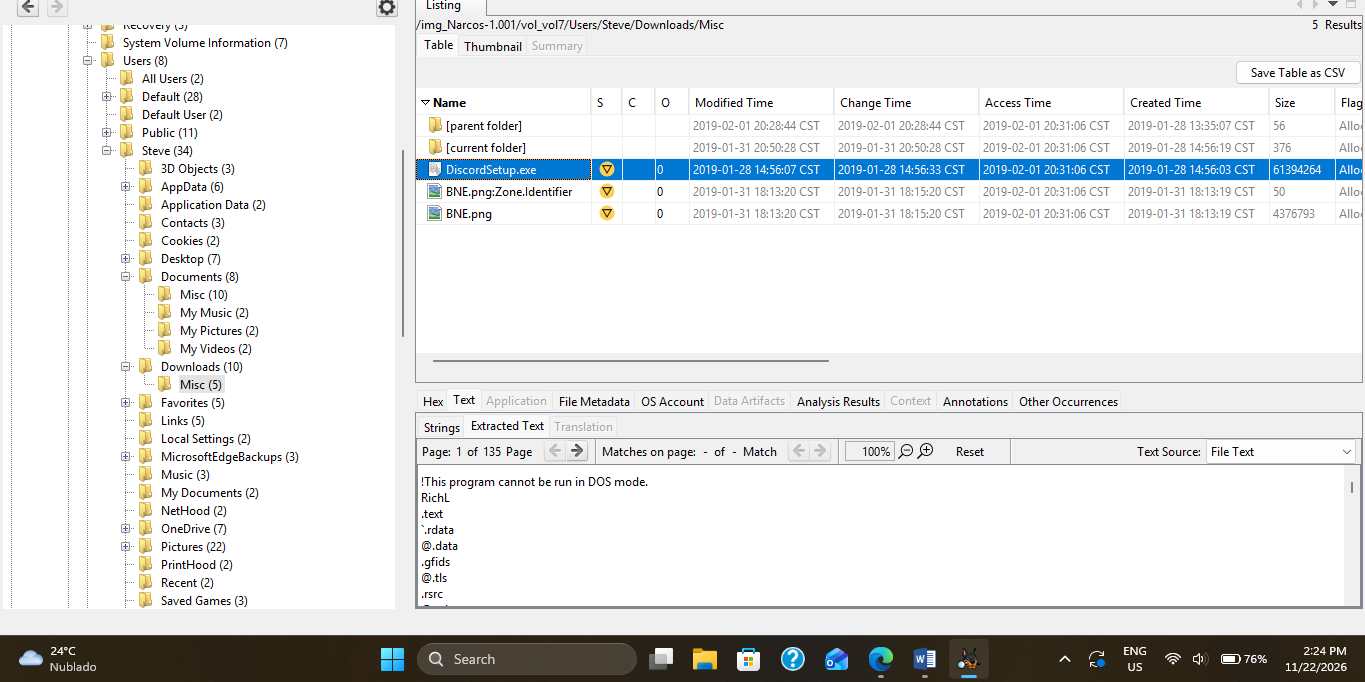 Recovery (5)
System Volume Information (7)
Users (8)
All Users (2)
Default (28)
Default User (2)
Public (11)
Steve (34)
3D Objects (3)
AppData (6)
Application Data (2)
Contacts (3)
Cookies (2)
Desktop (7)
Documents (8)
Misc (10)
My Music (2)
My Pictures (2)
My Videos (2)
Downloads (10)
Misc (5)
Favorites (5)
Links (5)
Local Settings (2)
MicrosoftEdgeBackups (3)
Music (3)
My Documents (2)
NetHood (2)
OneDrive (7)
Pictures (22)
PrintHood (2)
Recent (2)
Saved Games (3)
Listing
/img_Narcos-1.001/vol_vol7/Users/Steve/Downloads/Misc 5 Results
Table Thumbnail Summary
Save Table as CSV
Name S C O Modified Time Change Time Access Time Created Time Size Flag
[parent folder] 2019-02-01 20:28:44 CST 2019-02-01 20:28:44 CST 2019-02-01 20:31:06 CST 2019-01-28 13:35:07 CST 56 Alloc
[current folder] 2019-01-31 20:50:28 CST 2019-01-31 20:50:28 CST 2019-02-01 20:31:06 CST 2019-01-28 14:56:19 CST 376 Alloc
DiscordSetup.exe 0 2019-01-28 14:56:07 CST 2019-01-28 14:56:33 CST 2019-02-01 20:31:06 CST 2019-01-28 14:56:03 CST 61394264 Alloc
BNE.png:Zone.Identifier 0 2019-01-31 18:13:20 CST 2019-01-31 18:15:20 CST 2019-02-01 20:31:06 CST 2019-01-31 18:13:19 CST 50 Alloc
BNE.png 0 2019-01-31 18:13:20 CST 2019-01-31 18:15:20 CST 2019-02-01 20:31:06 CST 2019-01-31 18:13:19 CST 4376793 Alloc
Hex Text Application File Metadata OS Account Data Artifacts Analysis Results Context Annotations Other Occurrences
Strings Extracted Text Translation
Page: 1 of 135 Page Matches on page: - of - Match 100% Reset Text Source: File Text
!This program cannot be run in DOS mode.
RichL
.text
`.rdata
@.data
.gfids
@.tls
.rsrc
24°C
Nublado
Search
ENG
US
76%
2:24 PM
11/22/2026